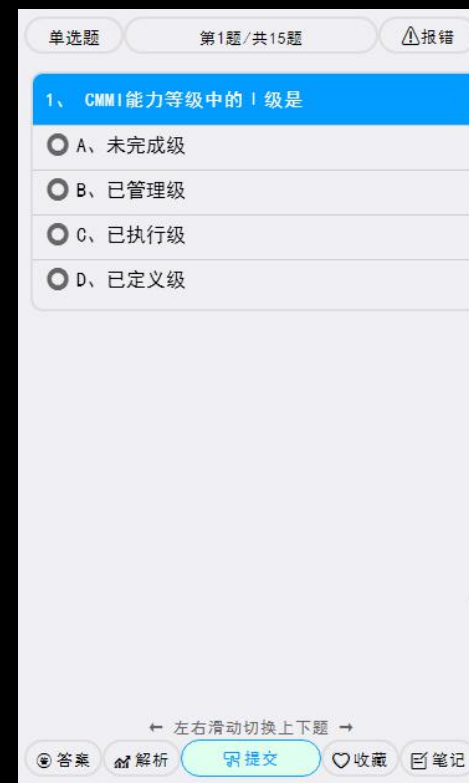 单选题 第1题/共15题 报错
1、 CMMI能力等级中的Ⅰ级是
A、未完成级
B、已管理级
C、已执行级
D、已定义级
← 左右滑动切换上下题 →
答案 解析 提交 收藏 笔记